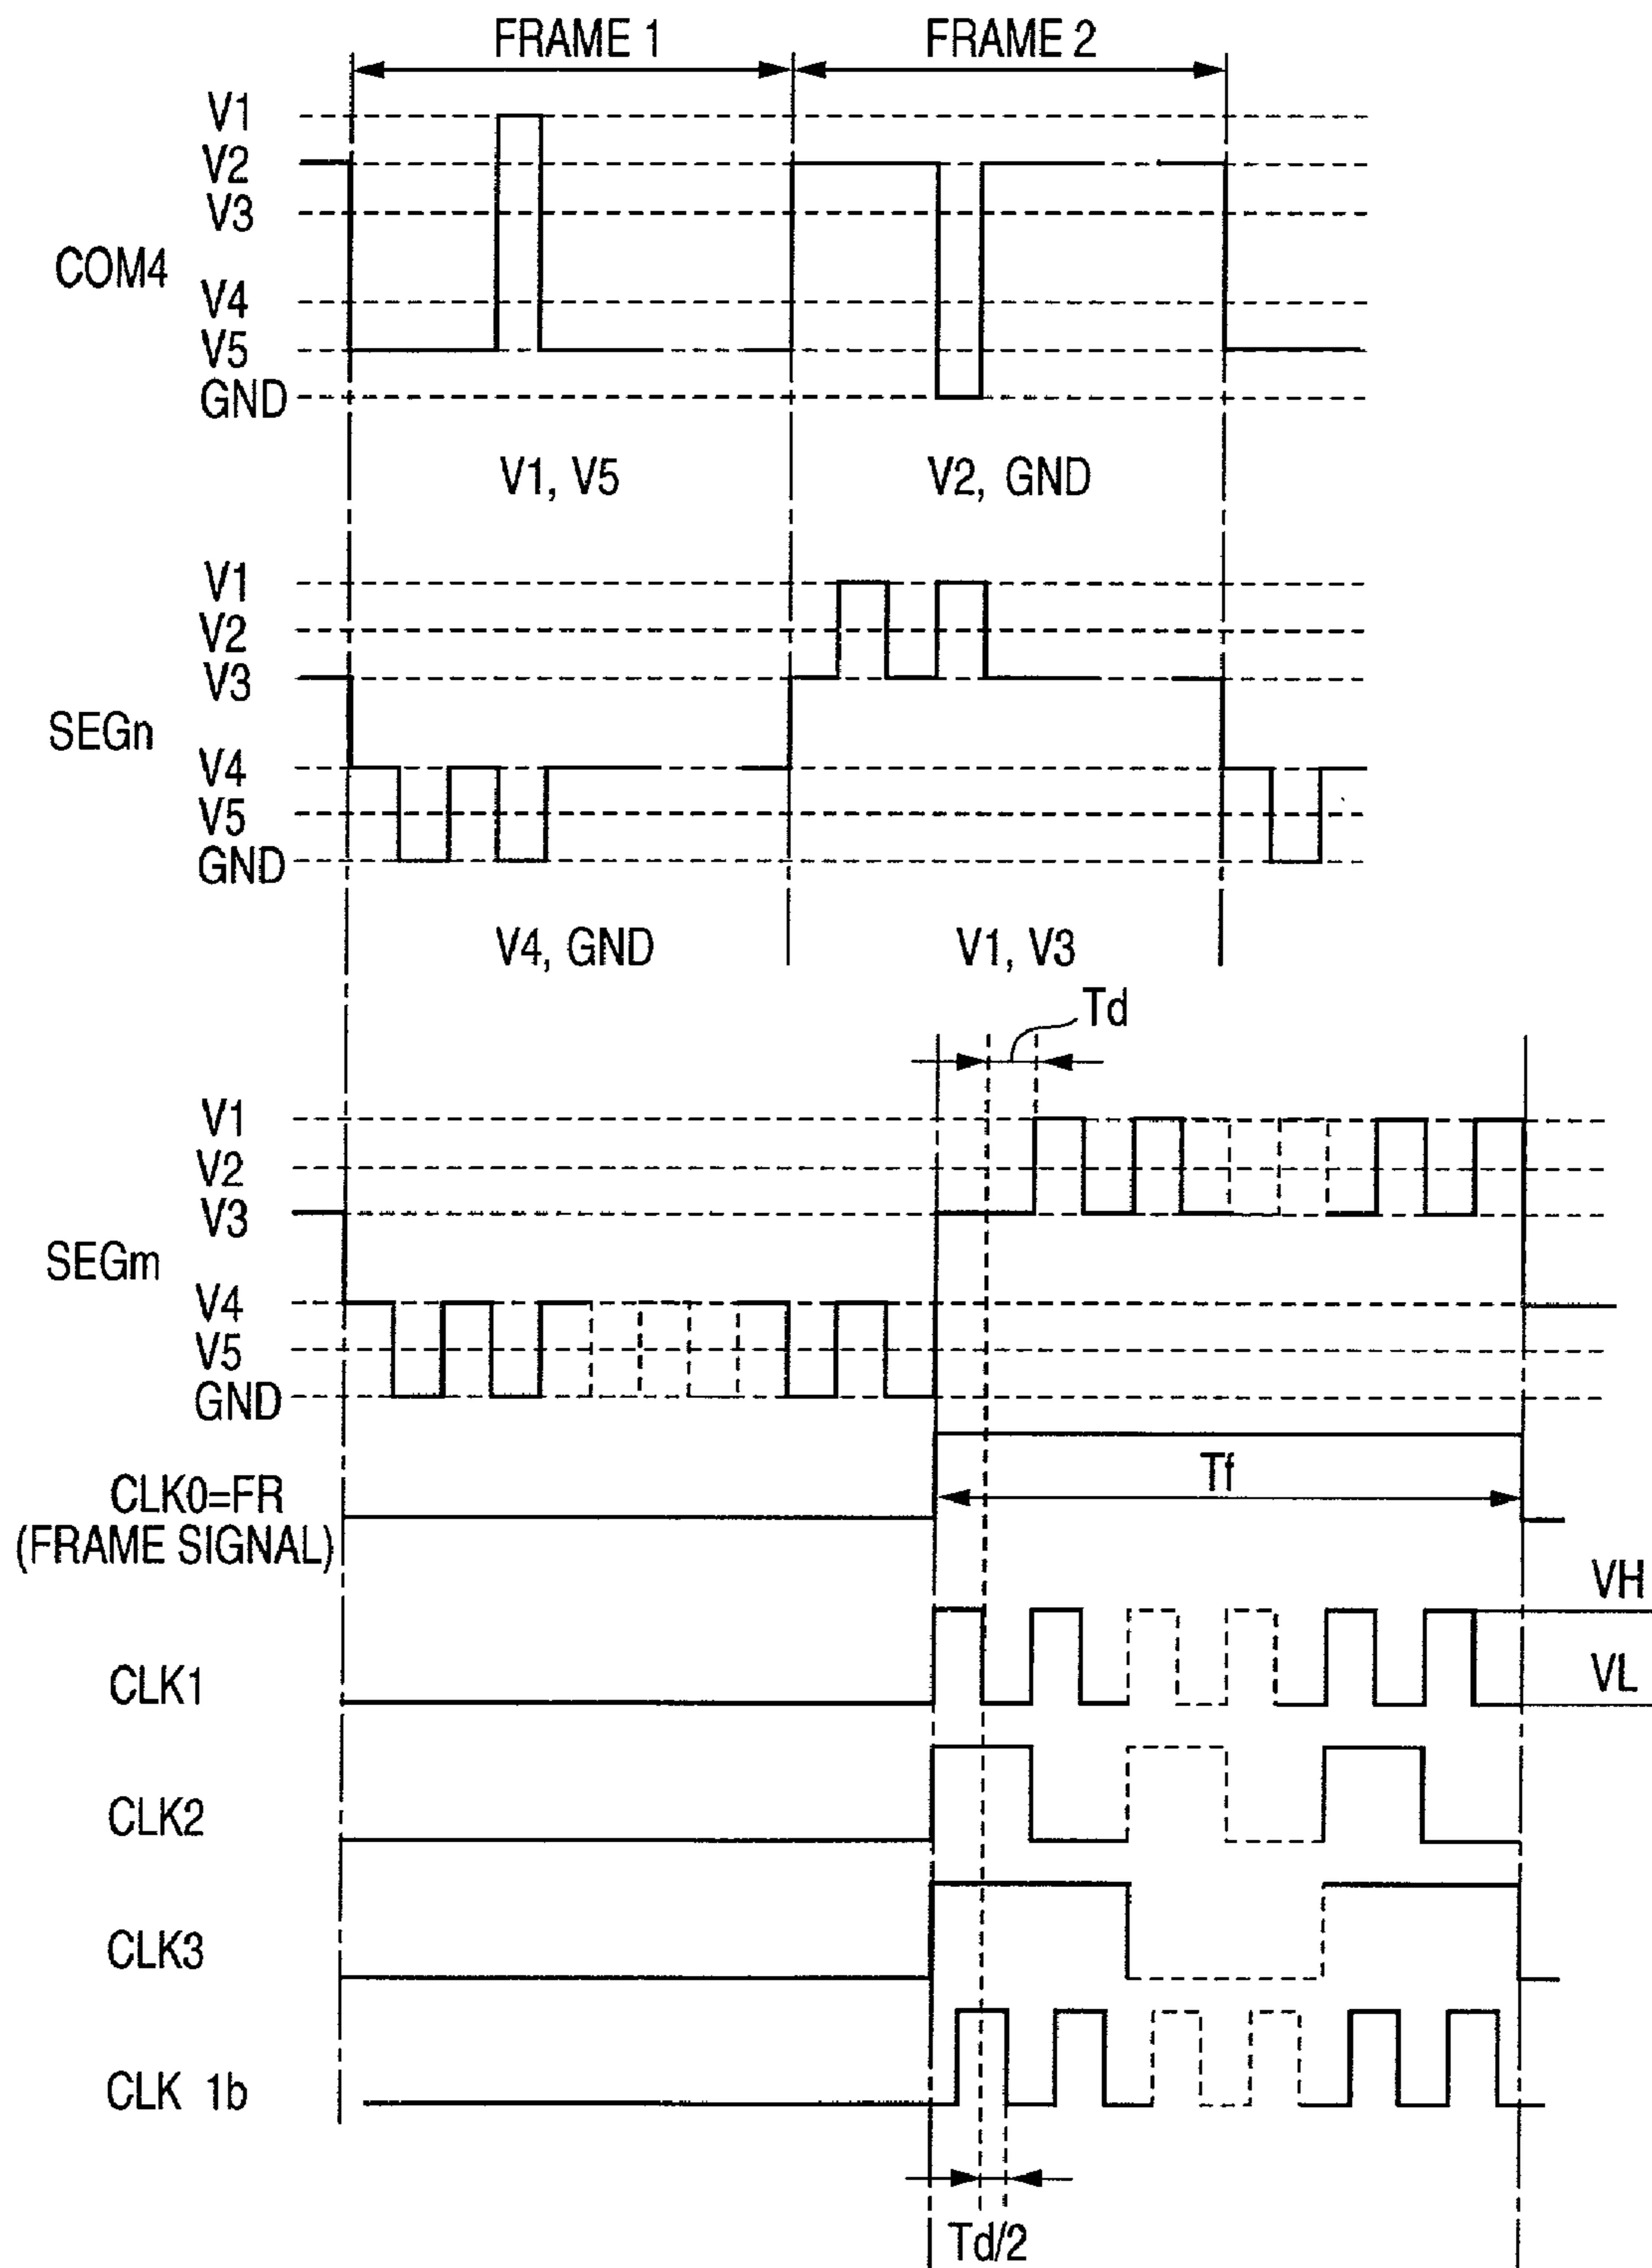 FRAME 1 FRAME 2
V1
V2
V3
COM4
V4
V5
GND
V1, V5 V2, GND
V1
V2
V3
SEGn
V4
V5
GND
V4, GND V1, V3
Td
V1
V2
V3
SEGm
V4
V5
GND
Tf
CLK0=FR
(FRAME SIGNAL)
VH
CLK1 VL
CLK2
CLK3
CLK 1b
Td/2